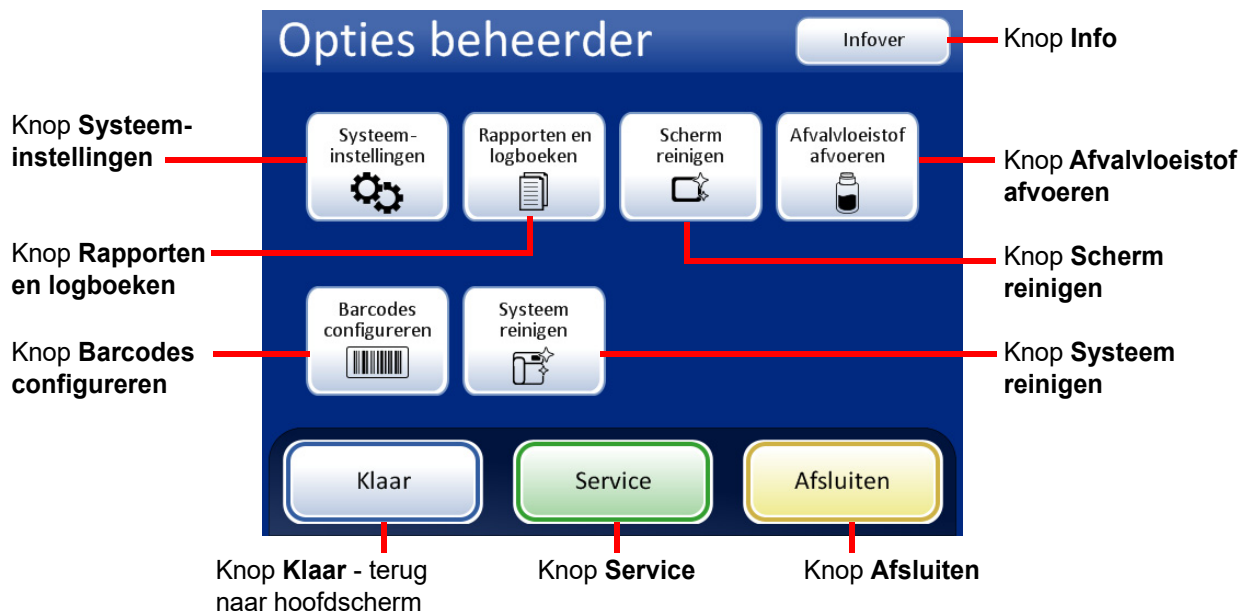 Opties beheerder
Infover
Knop Info
Knop Systeem-
instellingen
Systeem-
instellingen
Rapporten en
logboeken
Scherm
reinigen
Afvalvloeistof
afvoeren
Knop Afvalvloeistof
afvoeren
Knop Rapporten
en logboeken
Knop Scherm
reinigen
Barcodes
configureren
Systeem
reinigen
Knop Barcodes
configureren
Knop Systeem
reinigen
Klaar
Service
Afsluiten
Knop Klaar - terug
naar hoofdscherm
Knop Service
Knop Afsluiten